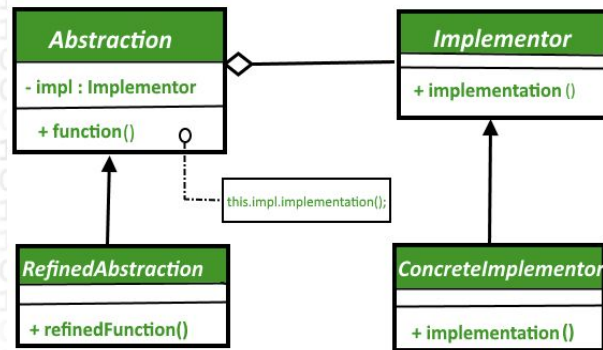 Abstraction
- impl : Implementor
+ function()
Implementor
+ implementation ()
this.impl.implementation();
RefinedAbstraction
+ refinedFunction()
ConcreteImplementor
+ implementation()